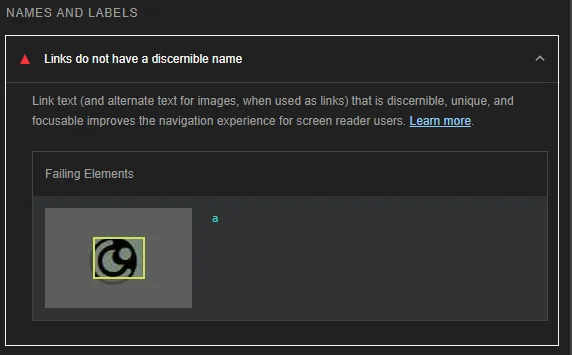 NAMES AND LABELS
Links do not have a discernible name
Link text (and alternate text for images, when used as links) that is discernible, unique, and
focusable improves the navigation experience for screen reader users. Learn more.
Failing Elements
a